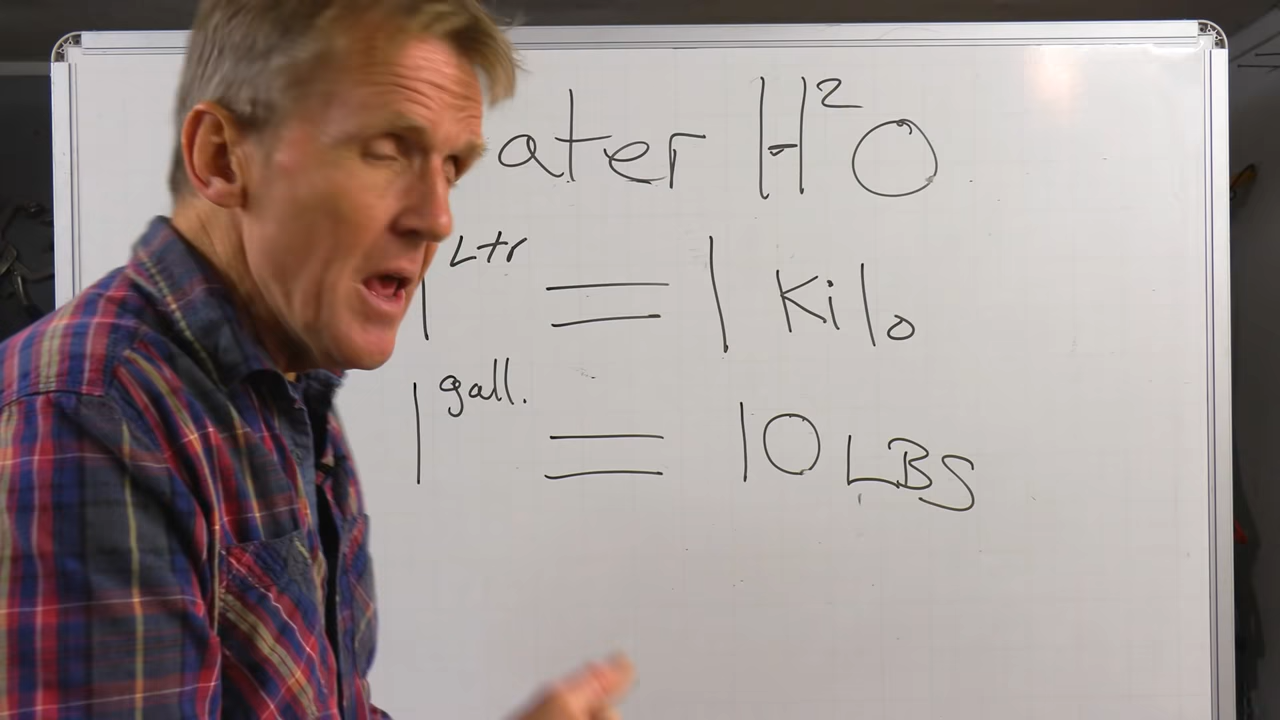 ater H²O
1 Ltr = 1 Kilo
1 gall. = 10 LBS